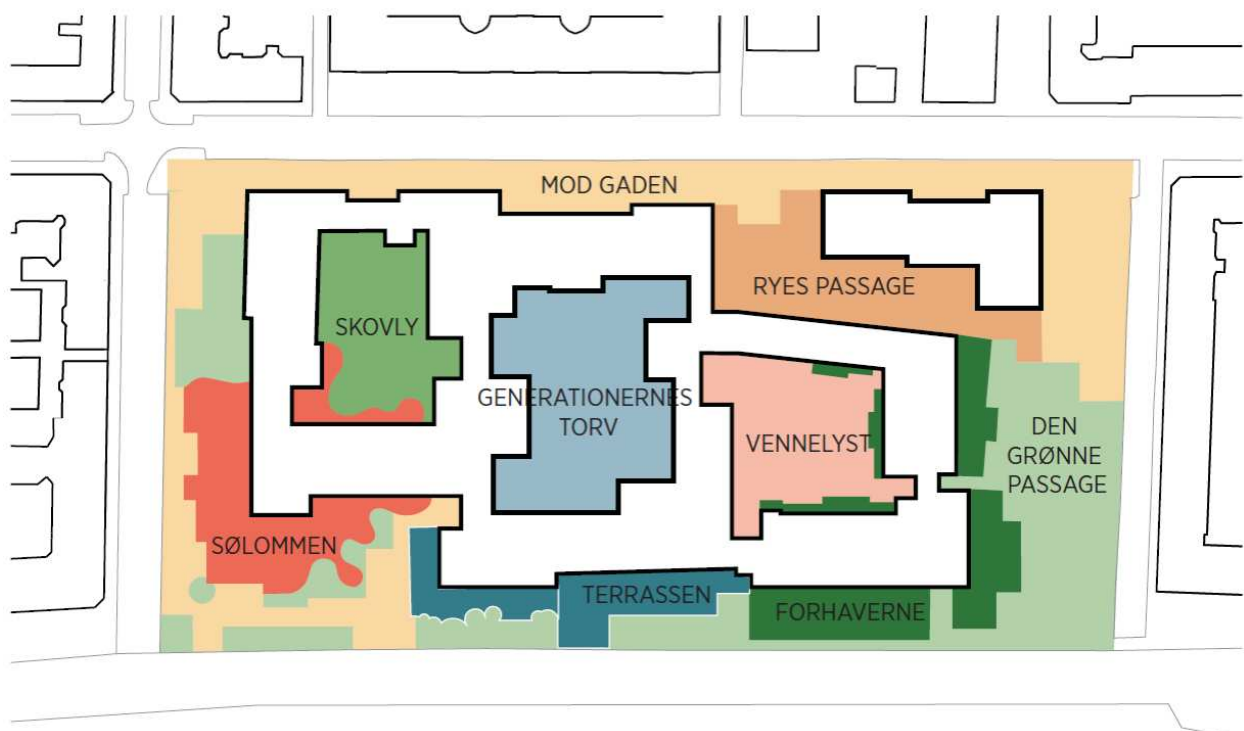 MOD GADEN
RYES PASSAGE
SKOVLY
GENERATIONERNES
TORV
VENNELYST
DEN
GRØNNE
PASSAGE
SØLOMMEN
TERRASSEN
FORHAVERNE